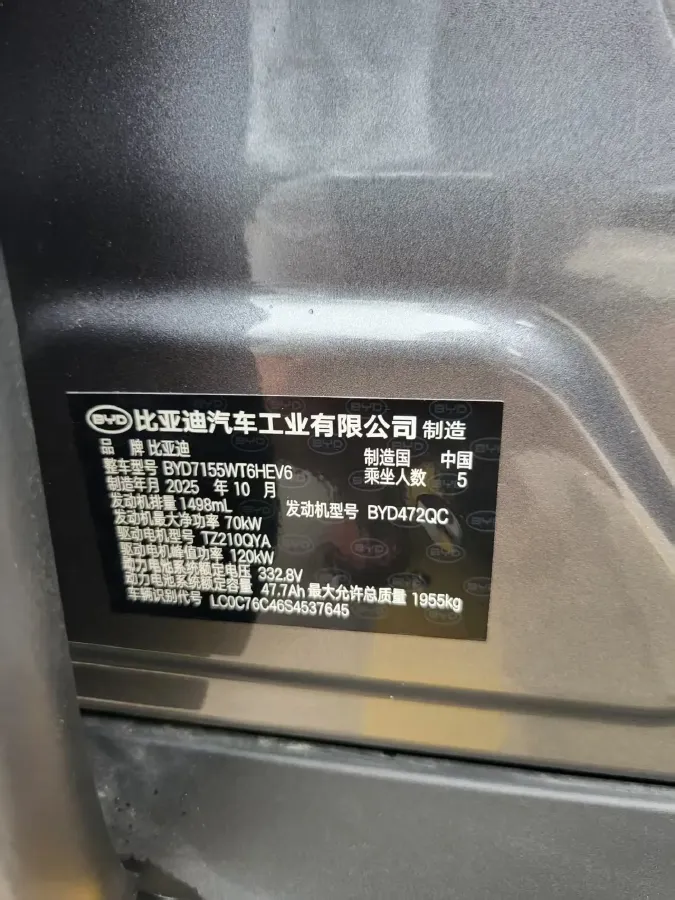 BYD 比亚迪汽车工业有限公司 制造
品 牌 比亚迪 制造国 中国
整车型号 BYD7155WT6HEV6 乘坐人数 5
制造年月 2025 年 10 月
发动机排量 1498mL 发动机型号 BYD472QC
发动机最大净功率 70kW
驱动电机型号 TZ210QYA
驱动电机峰值功率 120kW
动力电池系统额定电压 332.8V
动力电池系统额定容量 47.7Ah 最大允许总质量 1955kg
车辆识别代号 LC0C76C46S4537645